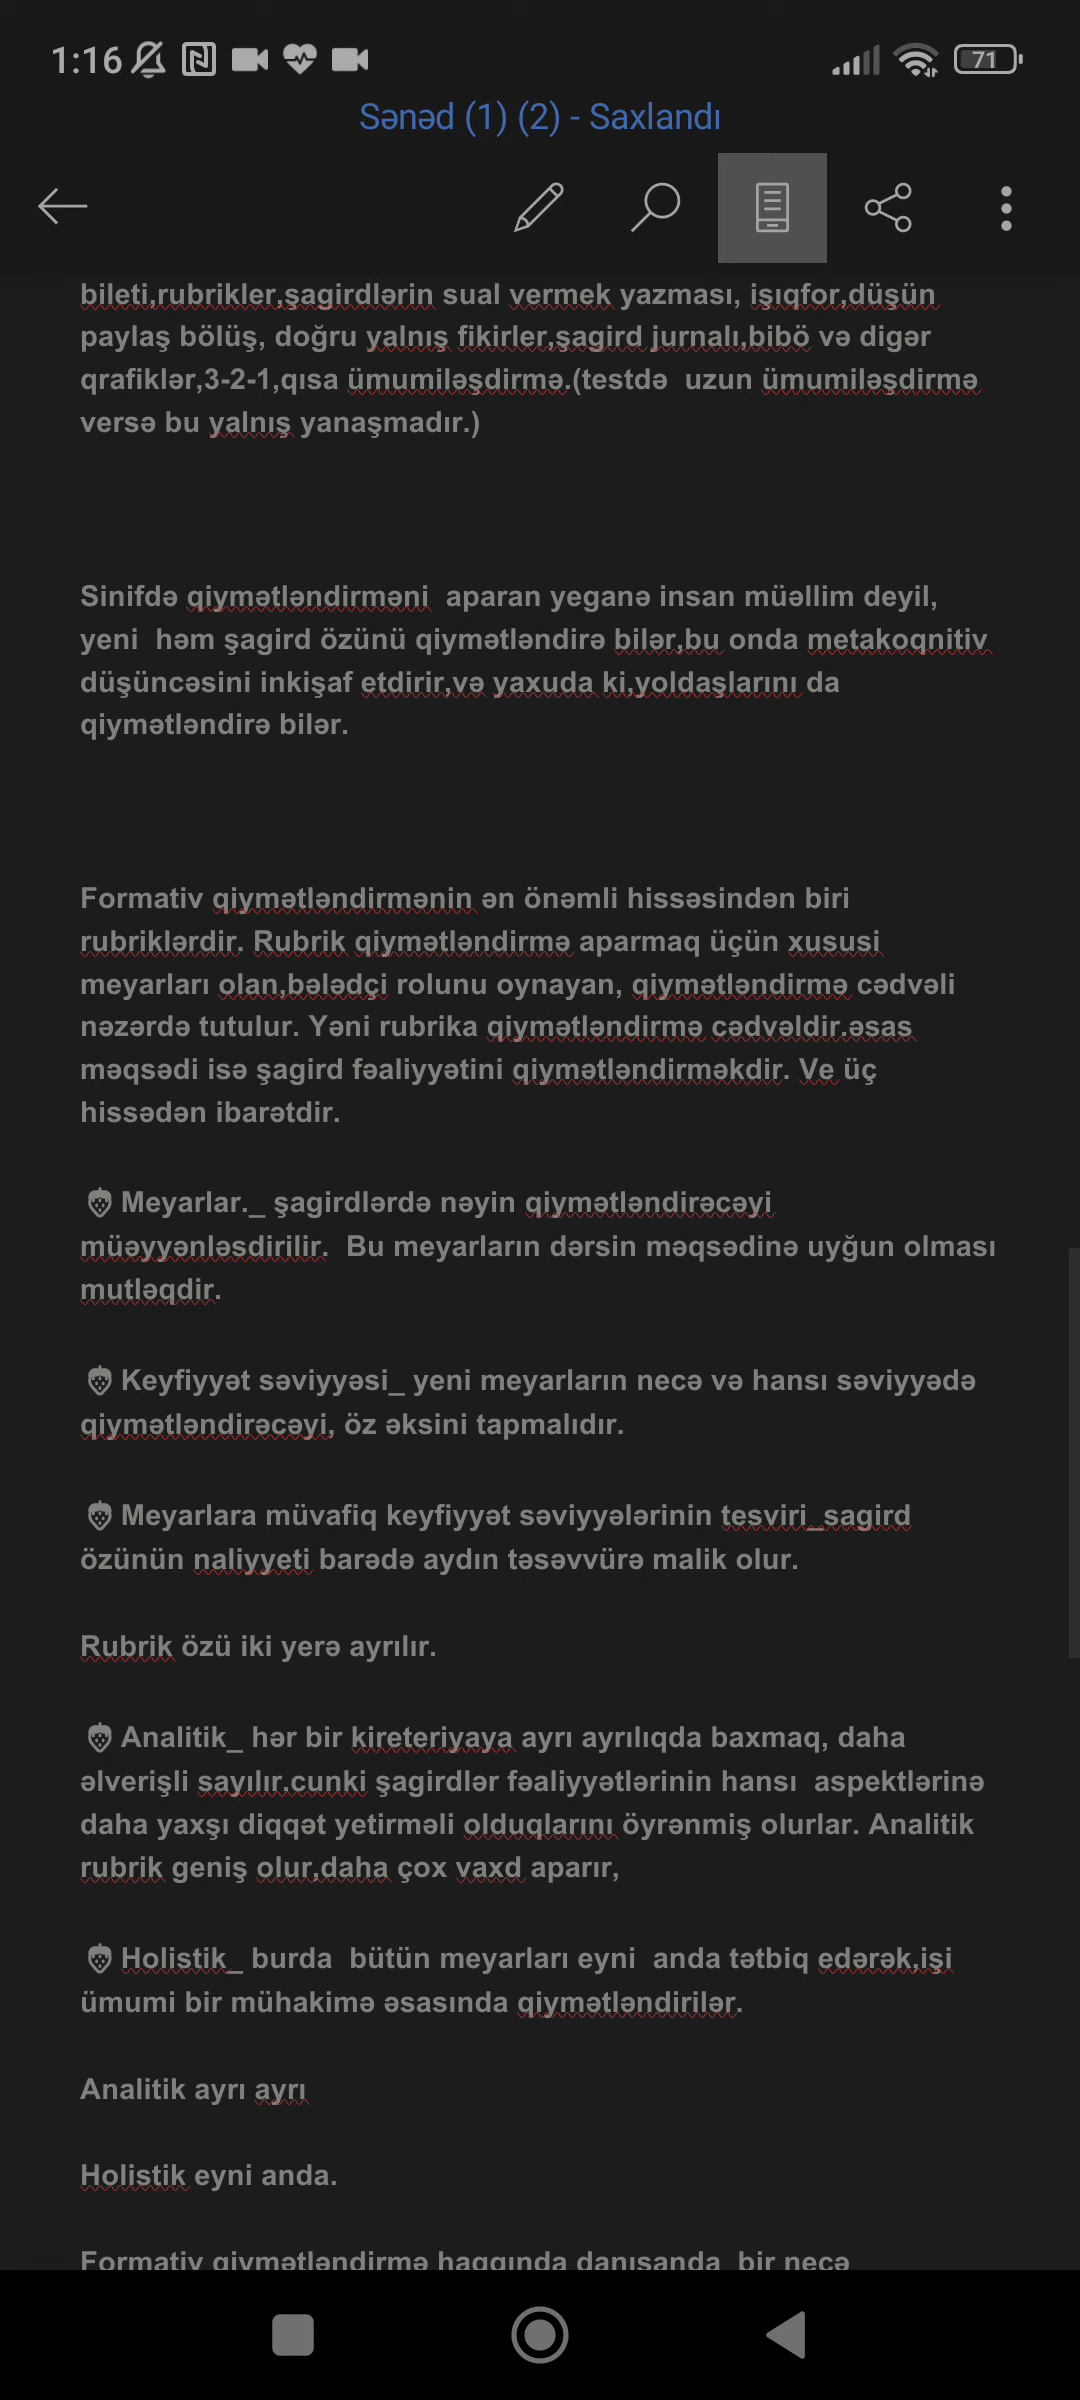 1:16
71
Sənəd (1) (2) - Saxlandı
bileti,rubrikler,şagirdlərin sual vermek yazması, işıqfor,düşün
paylaş bölüş, doğru yalnış fikirler,şagird jurnalı,bibö və digər
qrafiklər,3-2-1,qısa ümumiləşdirmə.(testdə  uzun ümumiləşdirmə
versə bu yalnış yanaşmadır.)
Sinifdə qiymətləndirməni  aparan yeganə insan müəllim deyil,
yeni  həm şagird özünü qiymətləndirə bilər,bu onda metakoqnitiv
düşüncəsini inkişaf etdirir,və yaxuda ki,yoldaşlarını da
qiymətləndirə bilər.
Formativ qiymətləndirmənin ən önəmli hissəsindən biri
rubriklərdir. Rubrik qiymətləndirmə aparmaq üçün xususi
meyarları olan,bələdçi rolunu oynayan, qiymətləndirmə cədvəli
nəzərdə tutulur. Yəni rubrika qiymətləndirmə cədvəldir.əsas
məqsədi isə şagird fəaliyyətini qiymətləndirməkdir. Ve üç
hissədən ibarətdir.
🍓Meyarlar._ şagirdlərdə nəyin qiymətləndirəcəyi
müəyyənləsdirilir.  Bu meyarların dərsin məqsədinə uyğun olması
mutləqdir.
🍓Keyfiyyət səviyyəsi_ yeni meyarların necə və hansı səviyyədə
qiymətləndirəcəyi, öz əksini tapmalıdır.
🍓Meyarlara müvafiq keyfiyyət səviyyələrinin tesviri_sagird
özünün naliyyeti barədə aydın təsəvvürə malik olur.
Rubrik özü iki yerə ayrılır.
🍓Analitik_ hər bir kireteriyaya ayrı ayrılıqda baxmaq, daha
əlverişli sayılır.cunki şagirdlər fəaliyyətlərinin hansı  aspektlərinə
daha yaxşı diqqət yetirməli olduqlarını öyrənmiş olurlar. Analitik
rubrik geniş olur,daha çox vaxd aparır,
🍓Holistik_ burda  bütün meyarları eyni  anda tətbiq edərək,işi
ümumi bir mühakimə əsasında qiymətləndirilər.
Analitik ayrı ayrı
Holistik eyni anda.
Formativ qiymətləndirmə haqqında danışanda  bir neçə